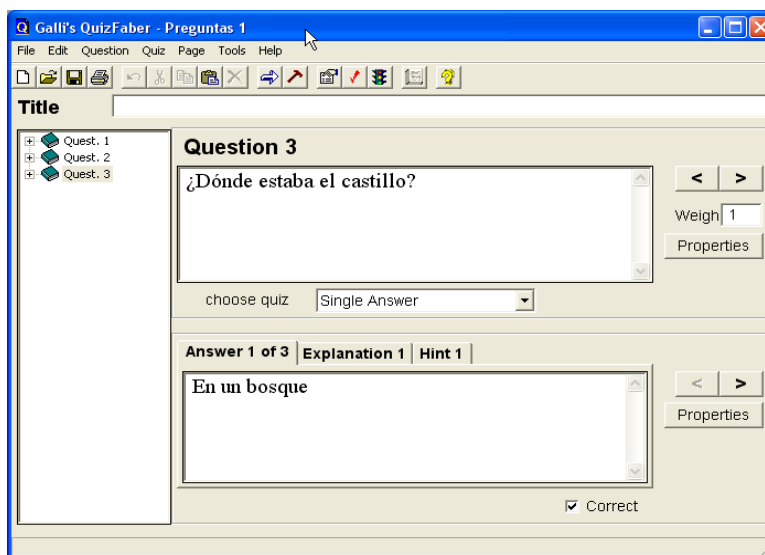 Galli's QuizFaber - Preguntas 1
File Edit Question Quiz Page Tools Help
Title
Quest. 1
Quest. 2
Quest. 3
Question 3
¿Dónde estaba el castillo?
< >
Weigh 1
Properties
choose quiz Single Answer
Answer 1 of 3 Explanation 1 Hint 1
En un bosque
< >
Properties
Correct